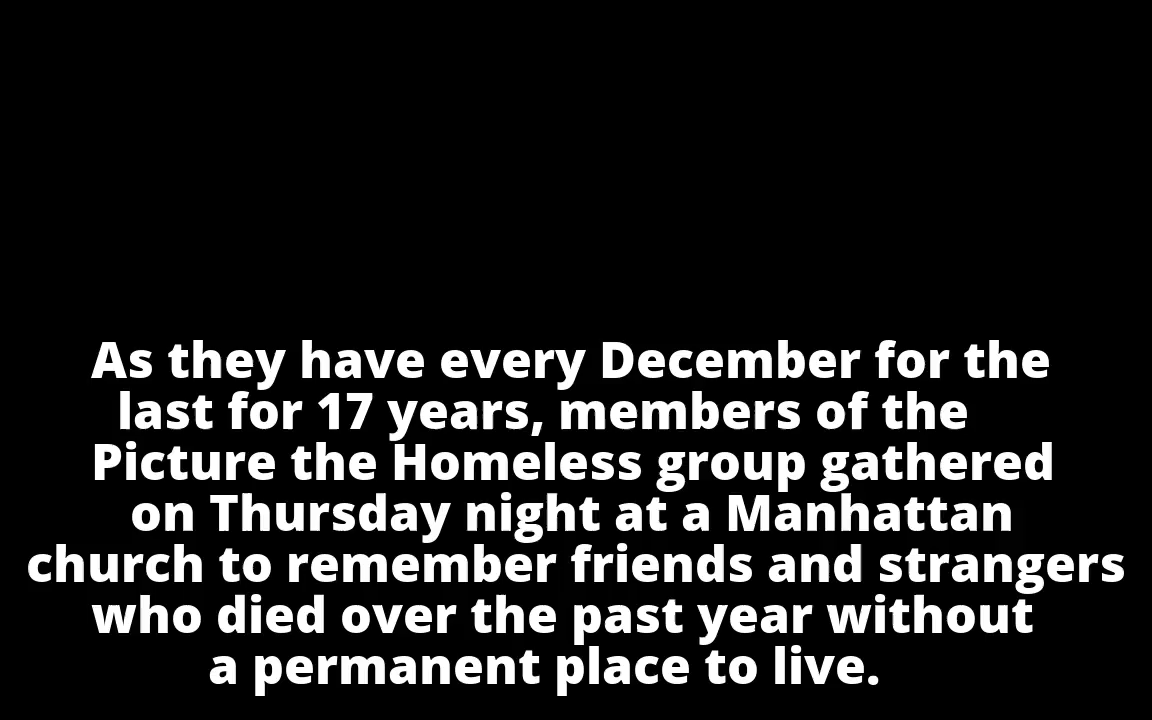 As they have every December for the
last for 17 years, members of the
Picture the Homeless group gathered
on Thursday night at a Manhattan
church to remember friends and strangers
who died over the past year without
a permanent place to live.